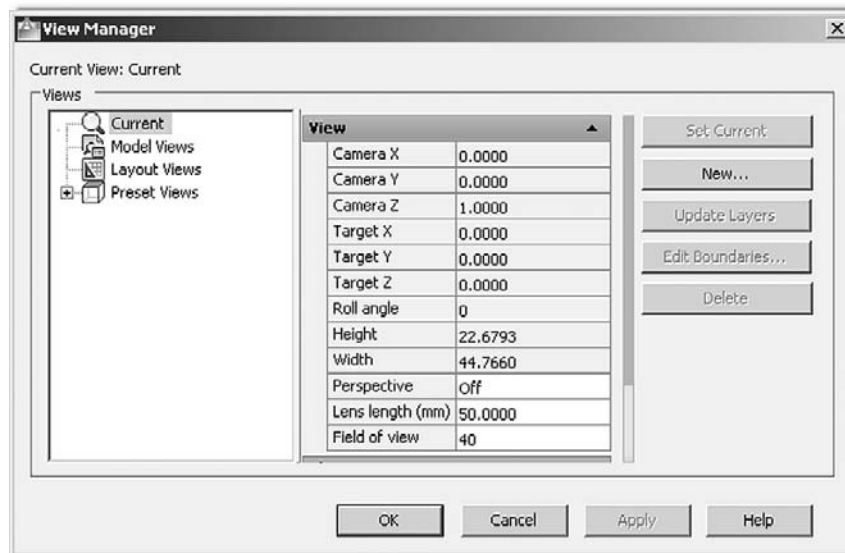 View Manager
Current View: Current
Views
Current
Model Views
Layout Views
Preset Views
View
Camera X 0.0000
Camera Y 0.0000
Camera Z 1.0000
Target X 0.0000
Target Y 0.0000
Target Z 0.0000
Roll angle 0
Height 22.6793
Width 44.7660
Perspective Off
Lens length (mm) 50.0000
Field of view 40
Set Current
New...
Update Layers
Edit Boundaries...
Delete
OK Cancel Apply Help